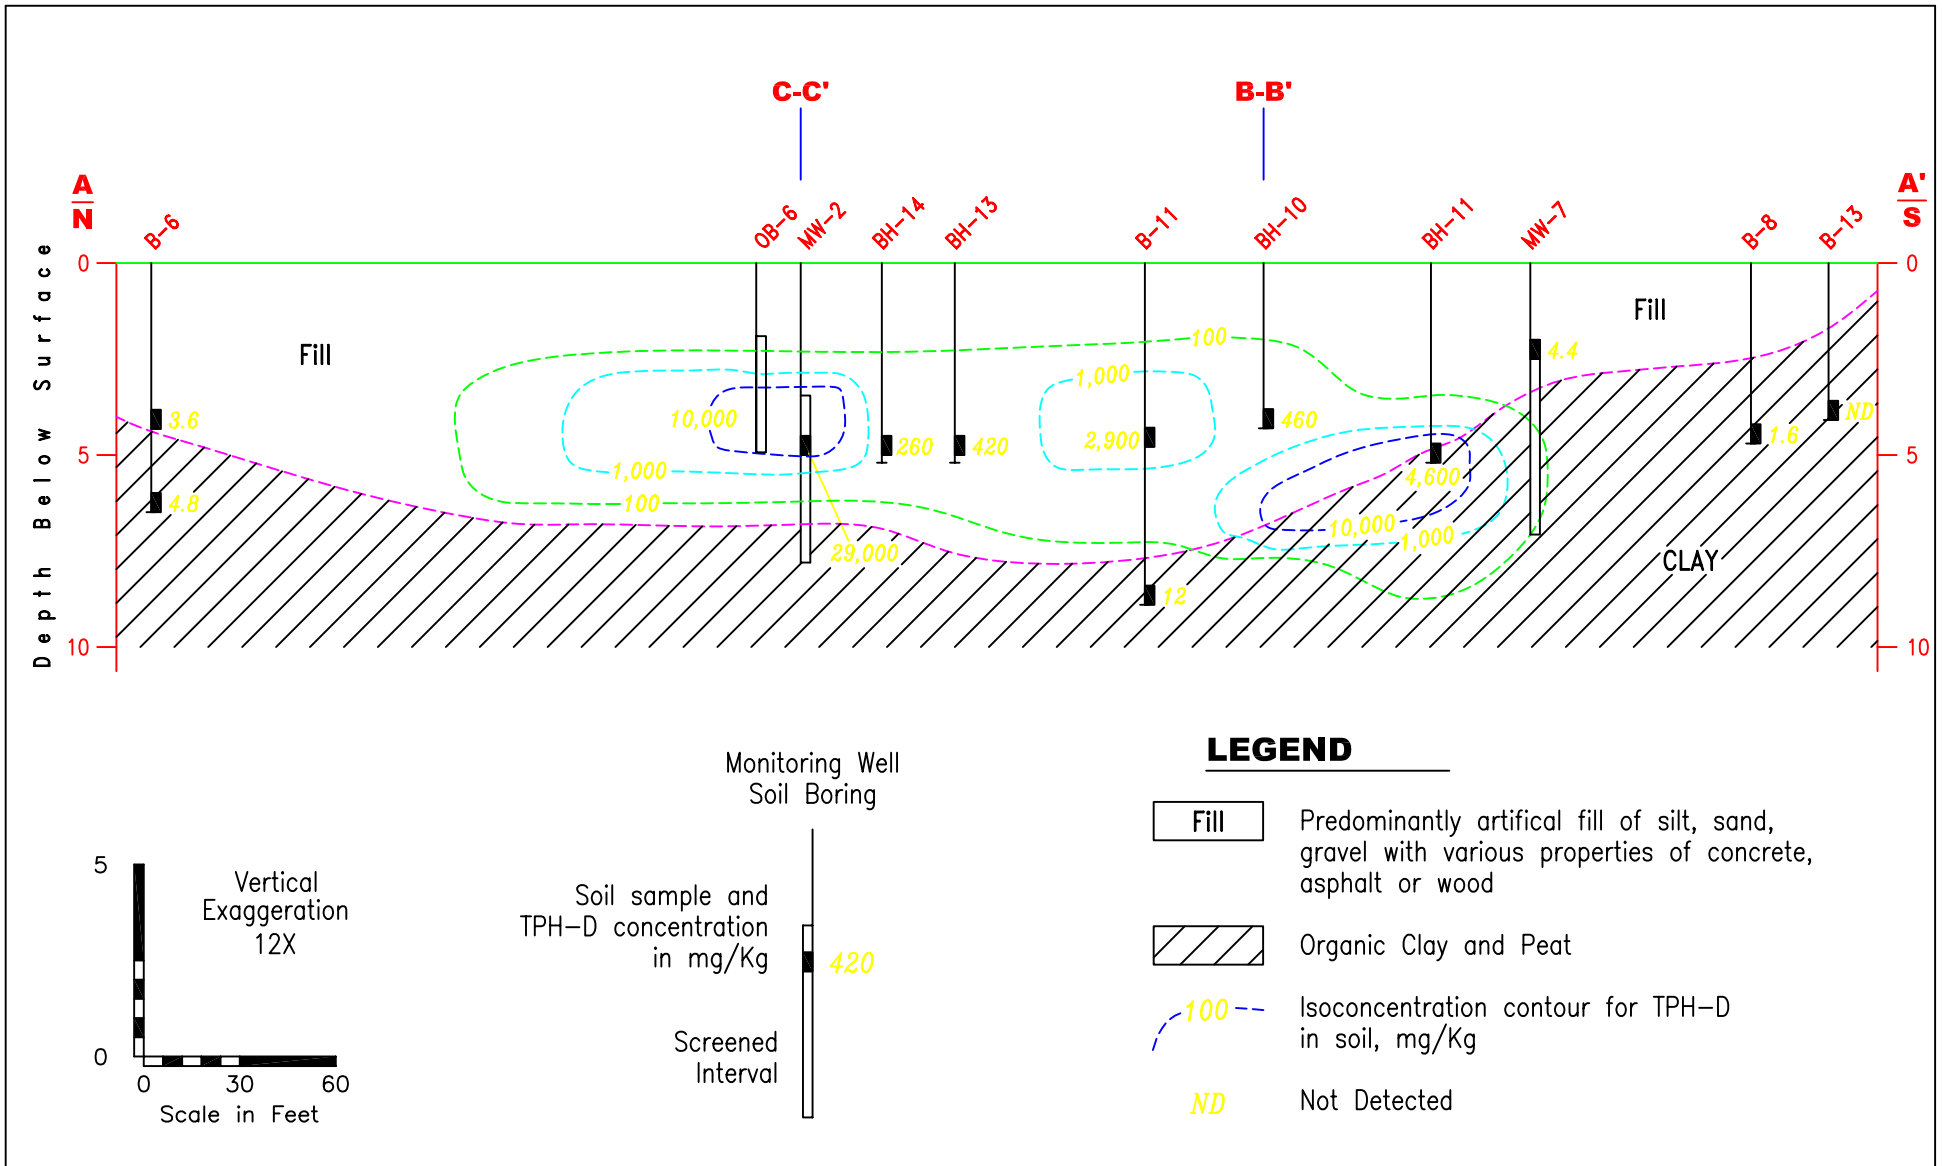 C-C'
B-B'
A
N
A'
S
B-6
OB-6
MW-2
BH-14
BH-13
B-11
BH-10
BH-11
MW-7
B-8
B-13
Depth Below Surface
0
5
10
0
5
10
Fill
Fill
CLAY
3.6
4.8
10,000
1,000
100
29,000
260
420
100
1,000
2,900
12
460
4,600
10,000
1,000
4.4
1.6
ND
5
0
Vertical
Exaggeration
12X
0 30 60
Scale in Feet
Monitoring Well
Soil Boring
Soil sample and
TPH-D concentration
in mg/Kg
420
Screened
Interval
LEGEND
Fill
Predominantly artifical fill of silt, sand,
gravel with various properties of concrete,
asphalt or wood
Organic Clay and Peat
100
Isoconcentration contour for TPH-D
in soil, mg/Kg
ND
Not Detected